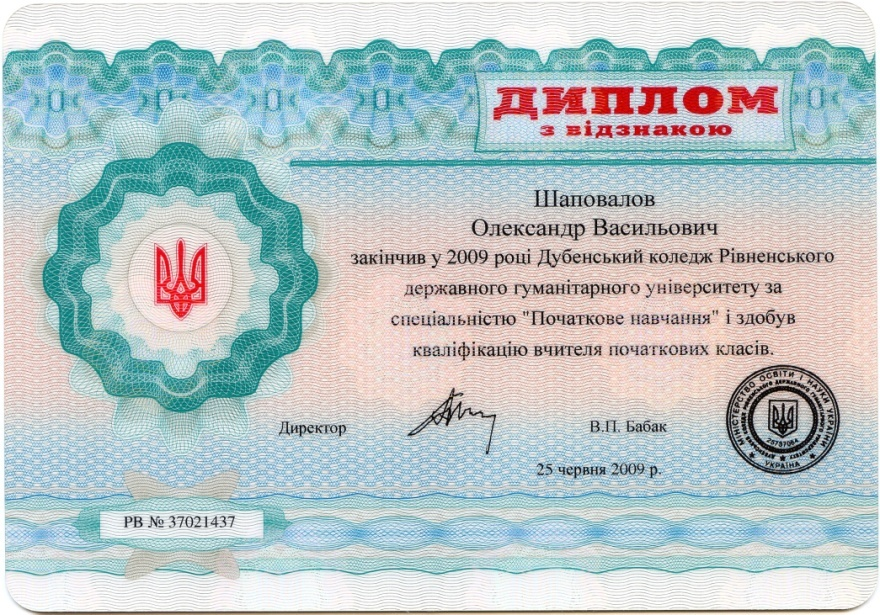 ДИПЛОМ
з відзнакою
Шаповалов
Олександр Васильович
закінчив у 2009 році Дубенський коледж Рівненського
державного гуманітарного університету за
спеціальністю "Початкове навчання" і здобув
кваліфікацію вчителя початкових класів.
Директор
В.П. Бабак
МІНІСТЕРСТВО ОСВІТИ І НАУКИ УКРАЇНИ
УКРАЇНА
25 червня 2009 р.
РВ № 37021437